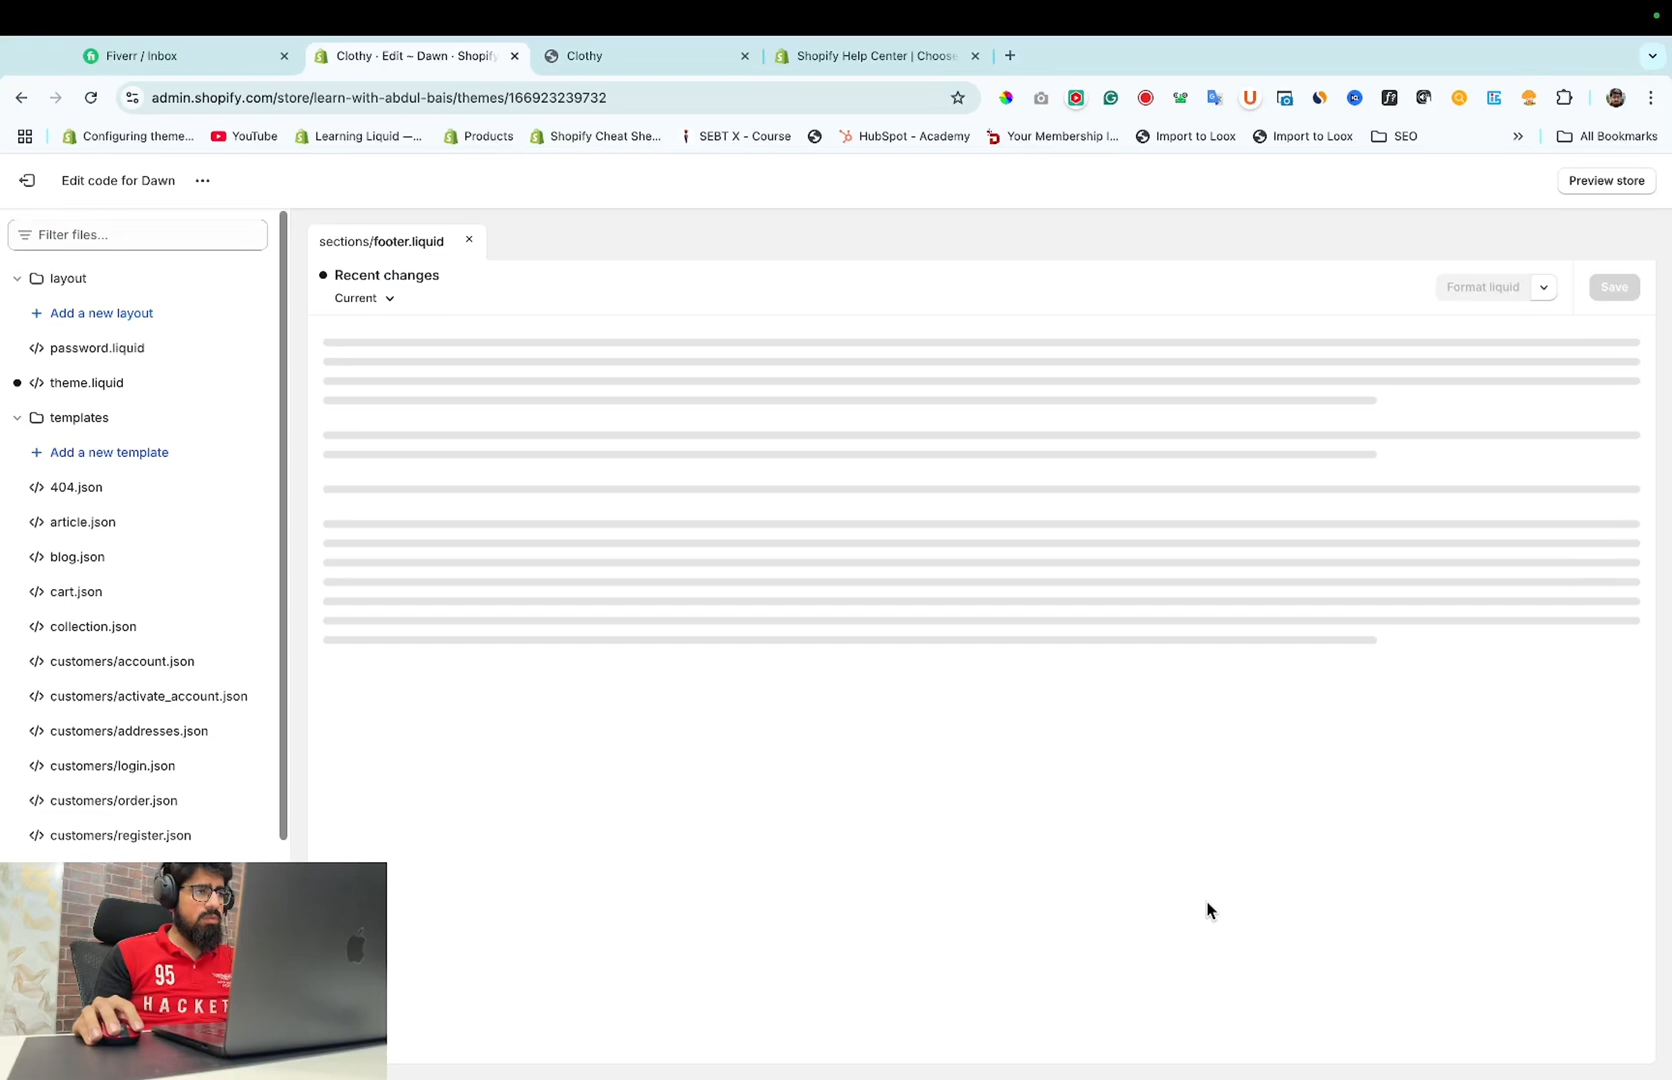 Fiverr / Inbox
Clothy · Edit ~ Dawn · Shopify
Clothy
Shopify Help Center | Choose
admin.shopify.com/store/learn-with-abdul-bais/themes/166923239732
Configuring theme...
YouTube
Learning Liquid —...
Products
Shopify Cheat She...
SEBT X - Course
HubSpot - Academy
Your Membership I...
Import to Loox
Import to Loox
SEO
All Bookmarks
Edit code for Dawn
Preview store
Filter files...
sections/footer.liquid
Recent changes
Current
Format liquid
Save
layout
Add a new layout
password.liquid
theme.liquid
templates
Add a new template
404.json
article.json
blog.json
cart.json
collection.json
customers/account.json
customers/activate_account.json
customers/addresses.json
customers/login.json
customers/order.json
customers/register.json
95
HACKET